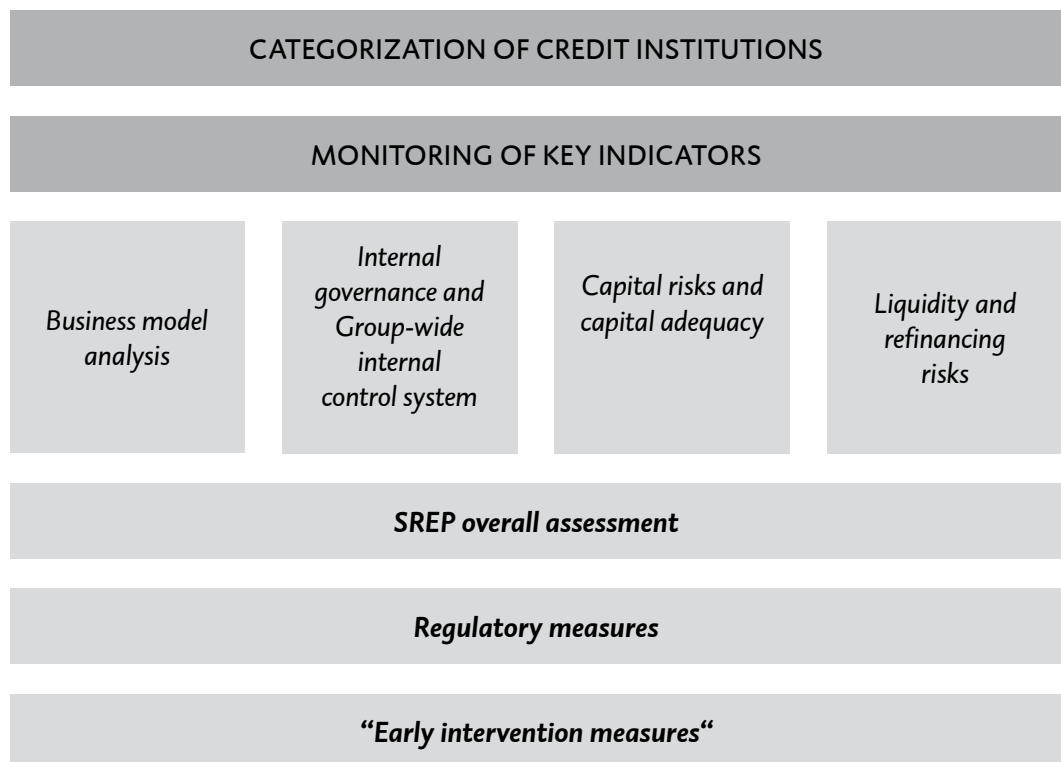 CATEGORIZATION OF CREDIT INSTITUTIONS
MONITORING OF KEY INDICATORS
Business model
analysis
Internal
governance and
Group-wide
internal
control system
Capital risks and
capital adequacy
Liquidity and
refinancing
risks
SREP overall assessment
Regulatory measures
“Early intervention measures“